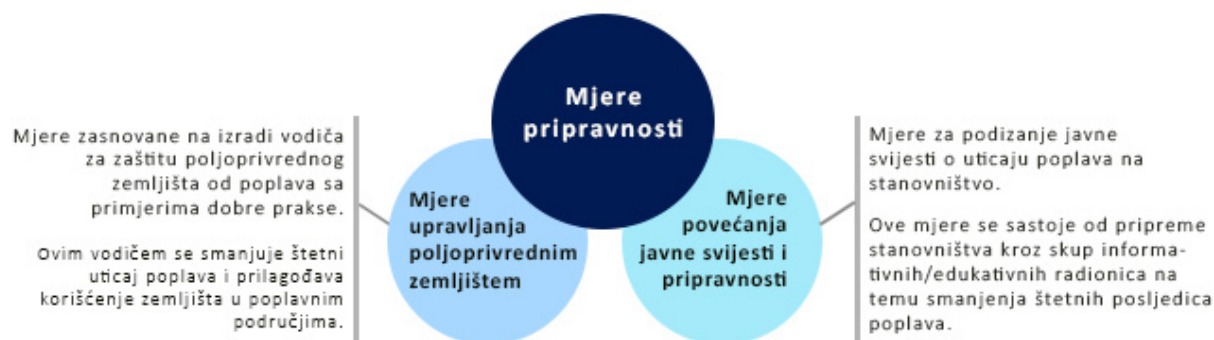 Mjere
pripravnosti
Mjere zasnovane na izradi vodiča
za zaštitu poljoprivrednog
zemljišta od poplava sa
primjerima dobre prakse.
Ovim vodičem se smanjuje štetni
uticaj poplava i prilagođava
korišćenje zemljišta u poplavnim
područjima.
Mjere
upravljanja
poljoprivrednim
zemljištem
Mjere
povećanja
javne svijesti i
pripravnosti
Mjere za podizanje javne
svijesti o uticaju poplava na
stanovništvo.
Ove mjere se sastoje od pripreme
stanovništva kroz skup informa-
tivnih/edukativnih radionica na
temu smanjenja štetnih posljedica
poplava.